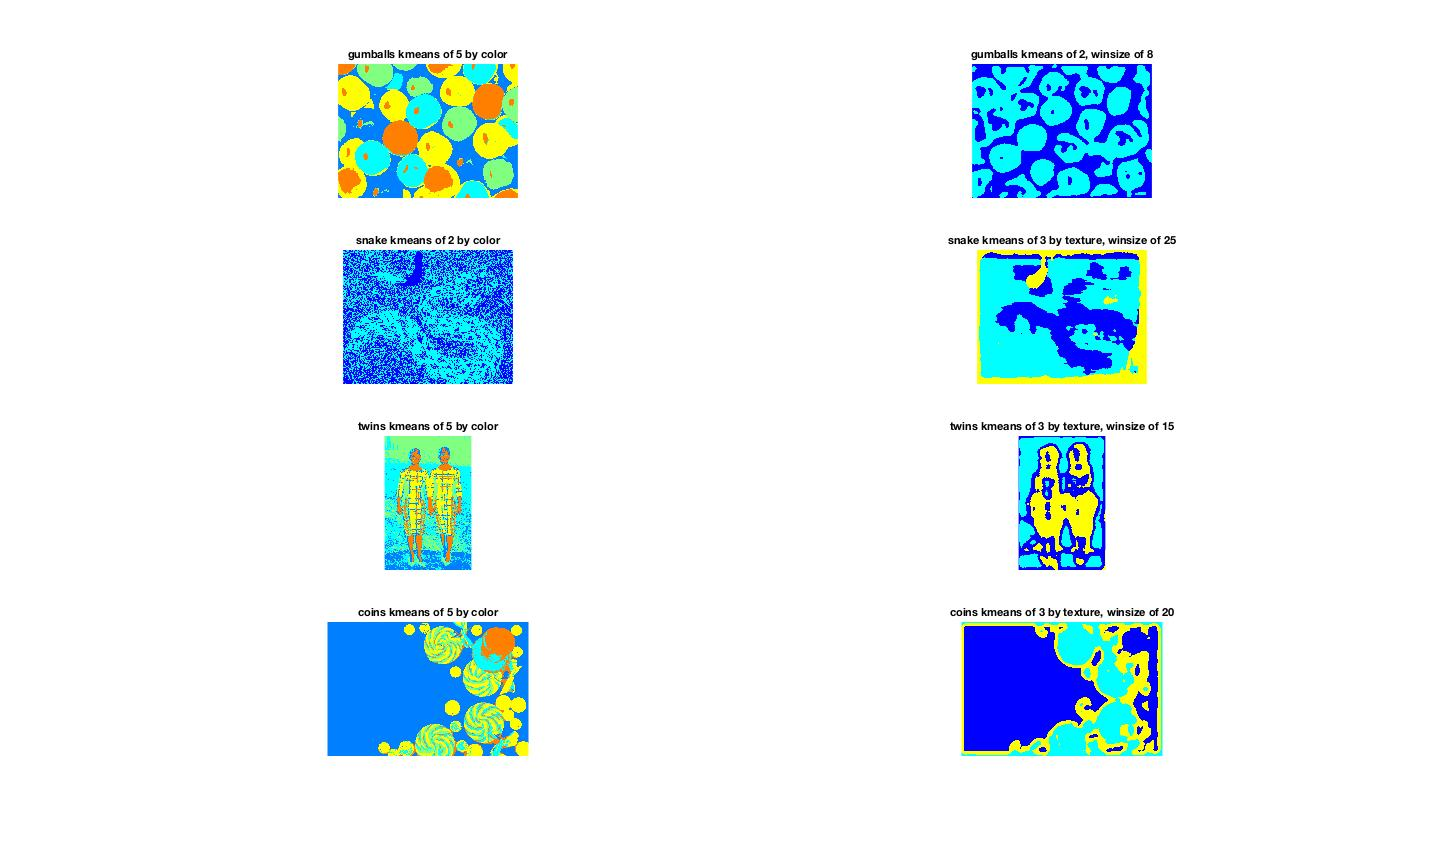 gumballs kmeans of 5 by color
gumballs kmeans of 2, winsize of 8
snake kmeans of 2 by color
snake kmeans of 3 by texture, winsize of 25
twins kmeans of 5 by color
twins kmeans of 3 by texture, winsize of 15
coins kmeans of 5 by color
coins kmeans of 3 by texture, winsize of 20